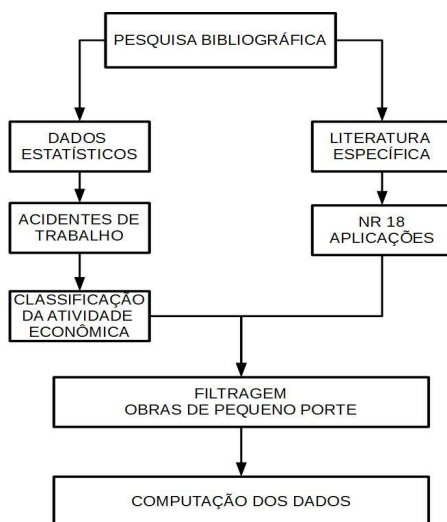 PESQUISA BIBLIOGRÁFICA
DADOS
ESTATÍSTICOS
LITERATURA
ESPECÍFICA
ACIDENTES DE
TRABALHO
NR 18
APLICAÇÕES
CLASSIFICAÇÃO
DA ATIVIDADE
ECONÔMICA
FILTRAGEM
OBRAS DE PEQUENO PORTE
COMPUTAÇÃO DOS DADOS